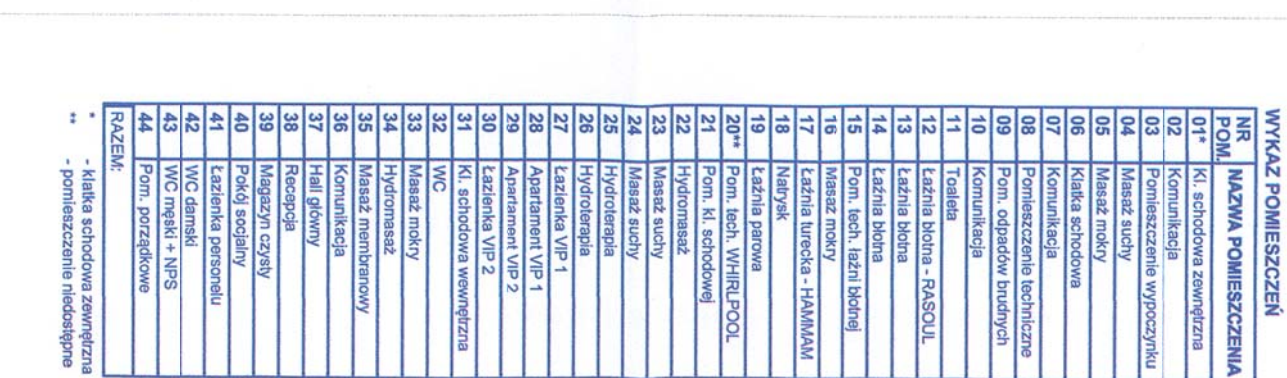 WYKAZ POMIESZCZEŃ
NR POM. NAZWA POMIESZCZENIA
01* Kl. schodowa zewnętrzna
02 Komunikacja
03 Pomieszczenie wypoczynku
04 Masaż suchy
05 Masaż mokry
06 Klatka schodowa
07 Komunikacja
08 Pomieszczenie techniczne
09 Pom. odpadów brudnych
10 Komunikacja
11 Toaleta
12 Łaźnia błotna - RASOUL
13 Łaźnia błotna
14 Łaźnia błotna
15 Pom. tech. łaźni błotnej
16 Masaż mokry
17 Łaźnia turecka - HAMMAM
18 Natrysk
19 Łaźnia parowa
20** Pom. tech. WHIRLPOOL
21 Pom. kl. schodowej
22 Hydromasaż
23 Masaż suchy
24 Masaż suchy
25 Hydroterapia
26 Hydroterapia
27 Łazienka VIP 1
28 Apartament VIP 1
29 Apartament VIP 2
30 Łazienka VIP 2
31 Kl. schodowa wewnętrzna
32 WC
33 Masaż mokry
34 Hydromasaż
35 Masaż membranowy
36 Komunikacja
37 Hall główny
38 Recepcja
39 Magazyn czysty
40 Pokój socjalny
41 Łazienka personelu
42 WC damski
43 WC męski + NPS
44 Pom. porządkowe
RAZEM:
* - klatka schodowa zewnętrzna
** - pomieszczenie niedostępne